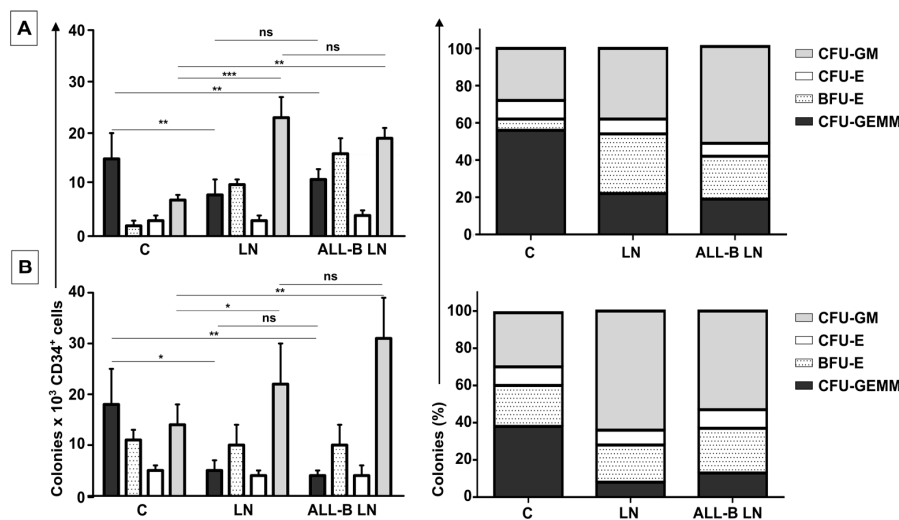 A
40
30
20
10
0
ns
ns
**
***
**
**
C
LN
ALL-B LN
100
80
60
40
20
0
C
LN
ALL-B LN
CFU-GM
CFU-E
BFU-E
CFU-GEMM
B
Colonies x 10³ CD34⁺ cells
40
30
20
10
0
ns
**
*
ns
**
*
C
LN
ALL-B LN
Colonies (%)
100
80
60
40
20
0
C
LN
ALL-B LN
CFU-GM
CFU-E
BFU-E
CFU-GEMM